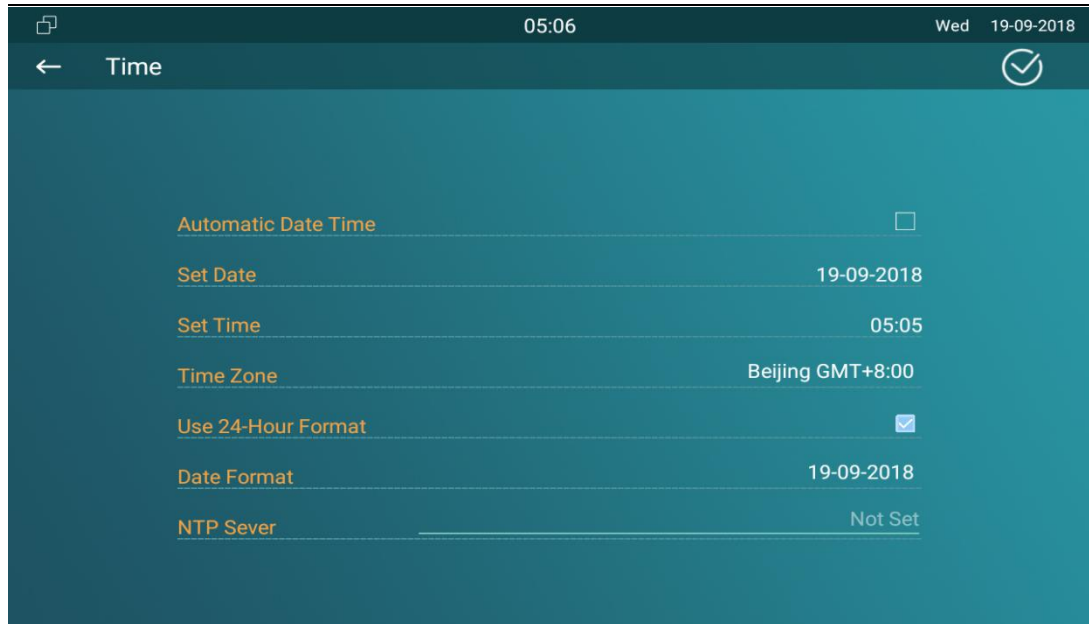 05:06 Wed 19-09-2018
Time
Automatic Date Time
Set Date 19-09-2018
Set Time 05:05
Time Zone Beijing GMT+8:00
Use 24-Hour Format
Date Format 19-09-2018
NTP Sever Not Set